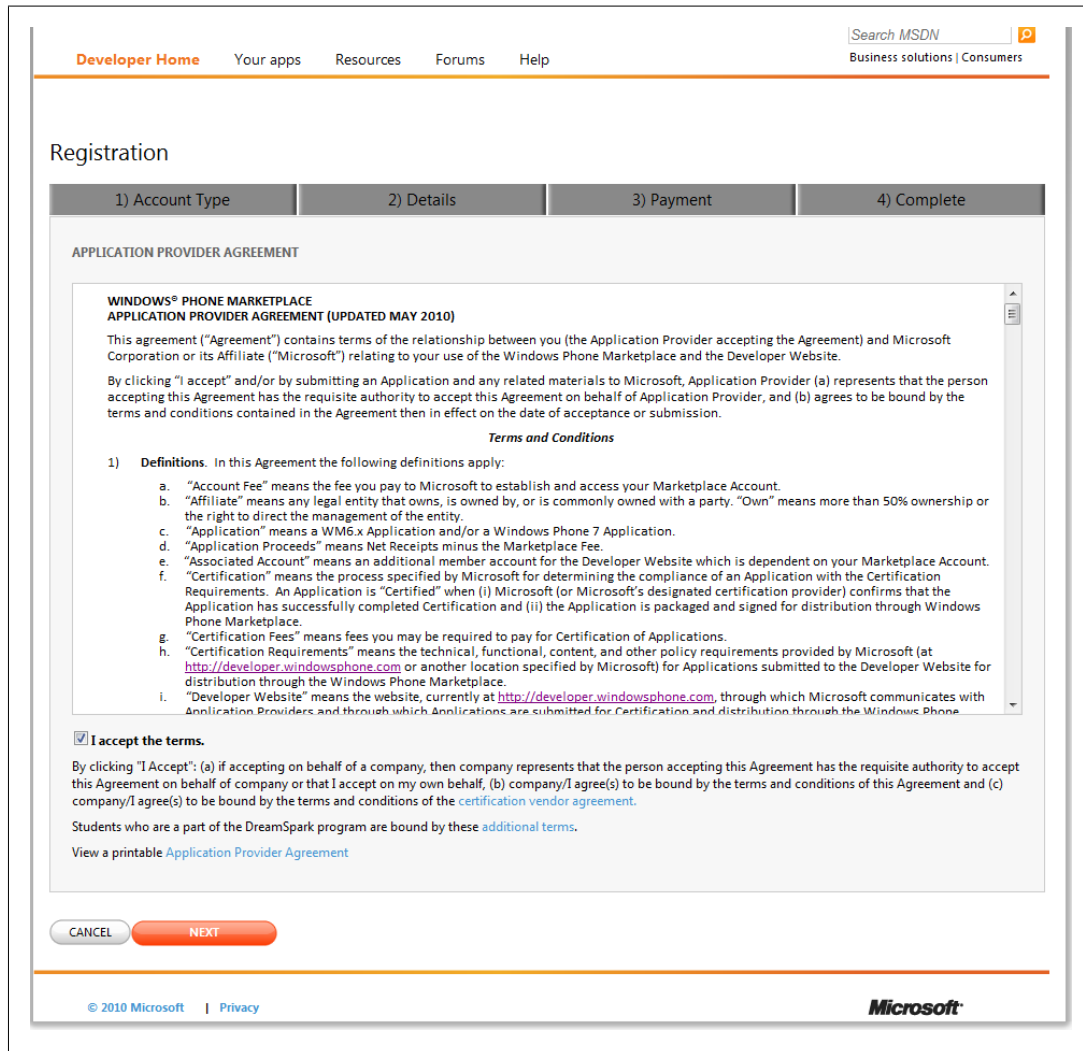 Search MSDN
Developer Home Your apps Resources Forums Help
Business solutions | Consumers
Registration
1) Account Type 2) Details 3) Payment 4) Complete
APPLICATION PROVIDER AGREEMENT
WINDOWS® PHONE MARKETPLACE
APPLICATION PROVIDER AGREEMENT (UPDATED MAY 2010)
This agreement (“Agreement”) contains terms of the relationship between you (the Application Provider accepting the Agreement) and Microsoft
Corporation or its Affiliate (“Microsoft”) relating to your use of the Windows Phone Marketplace and the Developer Website.
By clicking “I accept” and/or by submitting an Application and any related materials to Microsoft, Application Provider (a) represents that the person
accepting this Agreement has the requisite authority to accept this Agreement on behalf of Application Provider, and (b) agrees to be bound by the
terms and conditions contained in the Agreement then in effect on the date of acceptance or submission.
Terms and Conditions
1) Definitions. In this Agreement the following definitions apply:
a. “Account Fee” means the fee you pay to Microsoft to establish and access your Marketplace Account.
b. “Affiliate” means any legal entity that owns, is owned by, or is commonly owned with a party. “Own” means more than 50% ownership or
the right to direct the management of the entity.
c. “Application” means a WM6.x Application and/or a Windows Phone 7 Application.
d. “Application Proceeds” means Net Receipts minus the Marketplace Fee.
e. “Associated Account” means an additional member account for the Developer Website which is dependent on your Marketplace Account.
f. “Certification” means the process specified by Microsoft for determining the compliance of an Application with the Certification
Requirements. An Application is “Certified” when (i) Microsoft (or Microsoft’s designated certification provider) confirms that the
Application has successfully completed Certification and (ii) the Application is packaged and signed for distribution through Windows
Phone Marketplace.
g. “Certification Fees” means fees you may be required to pay for Certification of Applications.
h. “Certification Requirements” means the technical, functional, content, and other policy requirements provided by Microsoft (at
http://developer.windowsphone.com or another location specified by Microsoft) for Applications submitted to the Developer Website for
distribution through the Windows Phone Marketplace.
i. “Developer Website” means the website, currently at http://developer.windowsphone.com, through which Microsoft communicates with
Application Providers and through which Applications are submitted for Certification and distribution through the Windows Phone
I accept the terms.
By clicking "I Accept": (a) if accepting on behalf of a company, then company represents that the person accepting this Agreement has the requisite authority to accept
this Agreement on behalf of company or that I accept on my own behalf, (b) company/I agree(s) to be bound by the terms and conditions of this Agreement and (c)
company/I agree(s) to be bound by the terms and conditions of the certification vendor agreement.
Students who are a part of the DreamSpark program are bound by these additional terms.
View a printable Application Provider Agreement
CANCEL NEXT
© 2010 Microsoft | Privacy
Microsoft